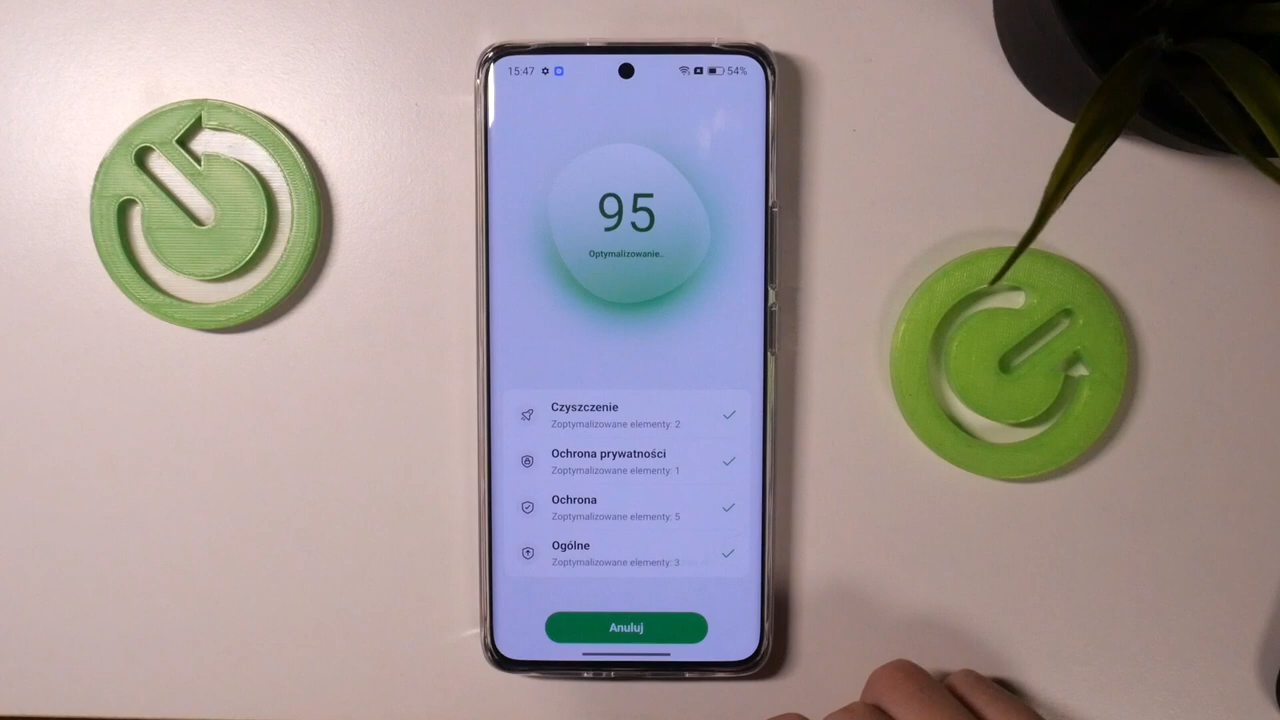 15:47
54%
95
Optymalizowanie..
Czyszczenie
Zoptymalizowane elementy: 2
Ochrona prywatności
Zoptymalizowane elementy: 1
Ochrona
Zoptymalizowane elementy: 5
Ogólne
Zoptymalizowane elementy: 3
Anuluj